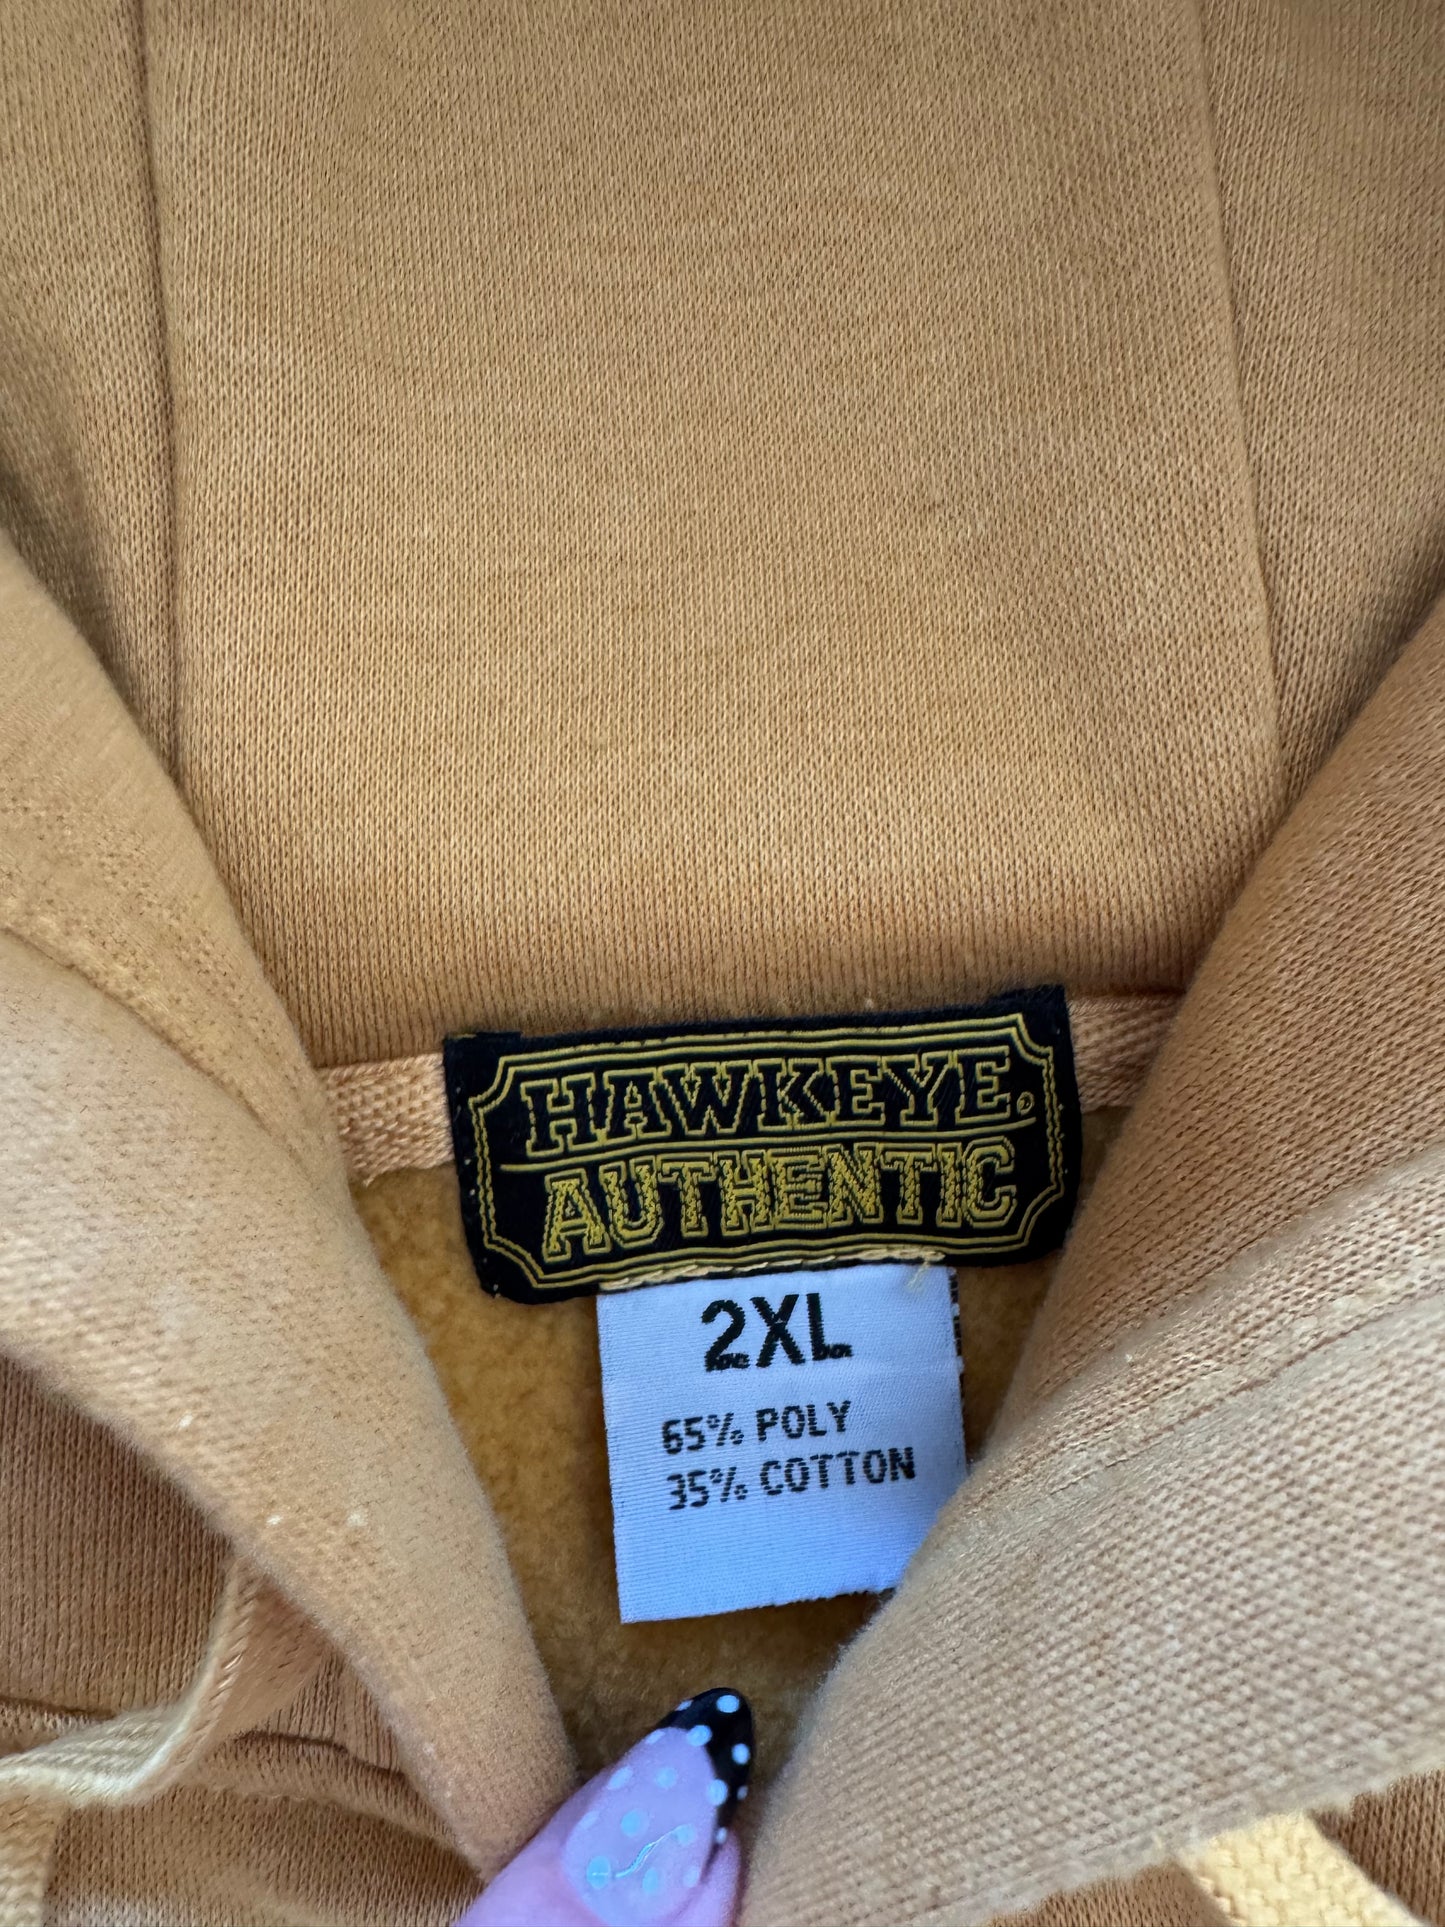 HAWKEYE®
AUTHENTIC
2XL
65% POLY
35% COTTON